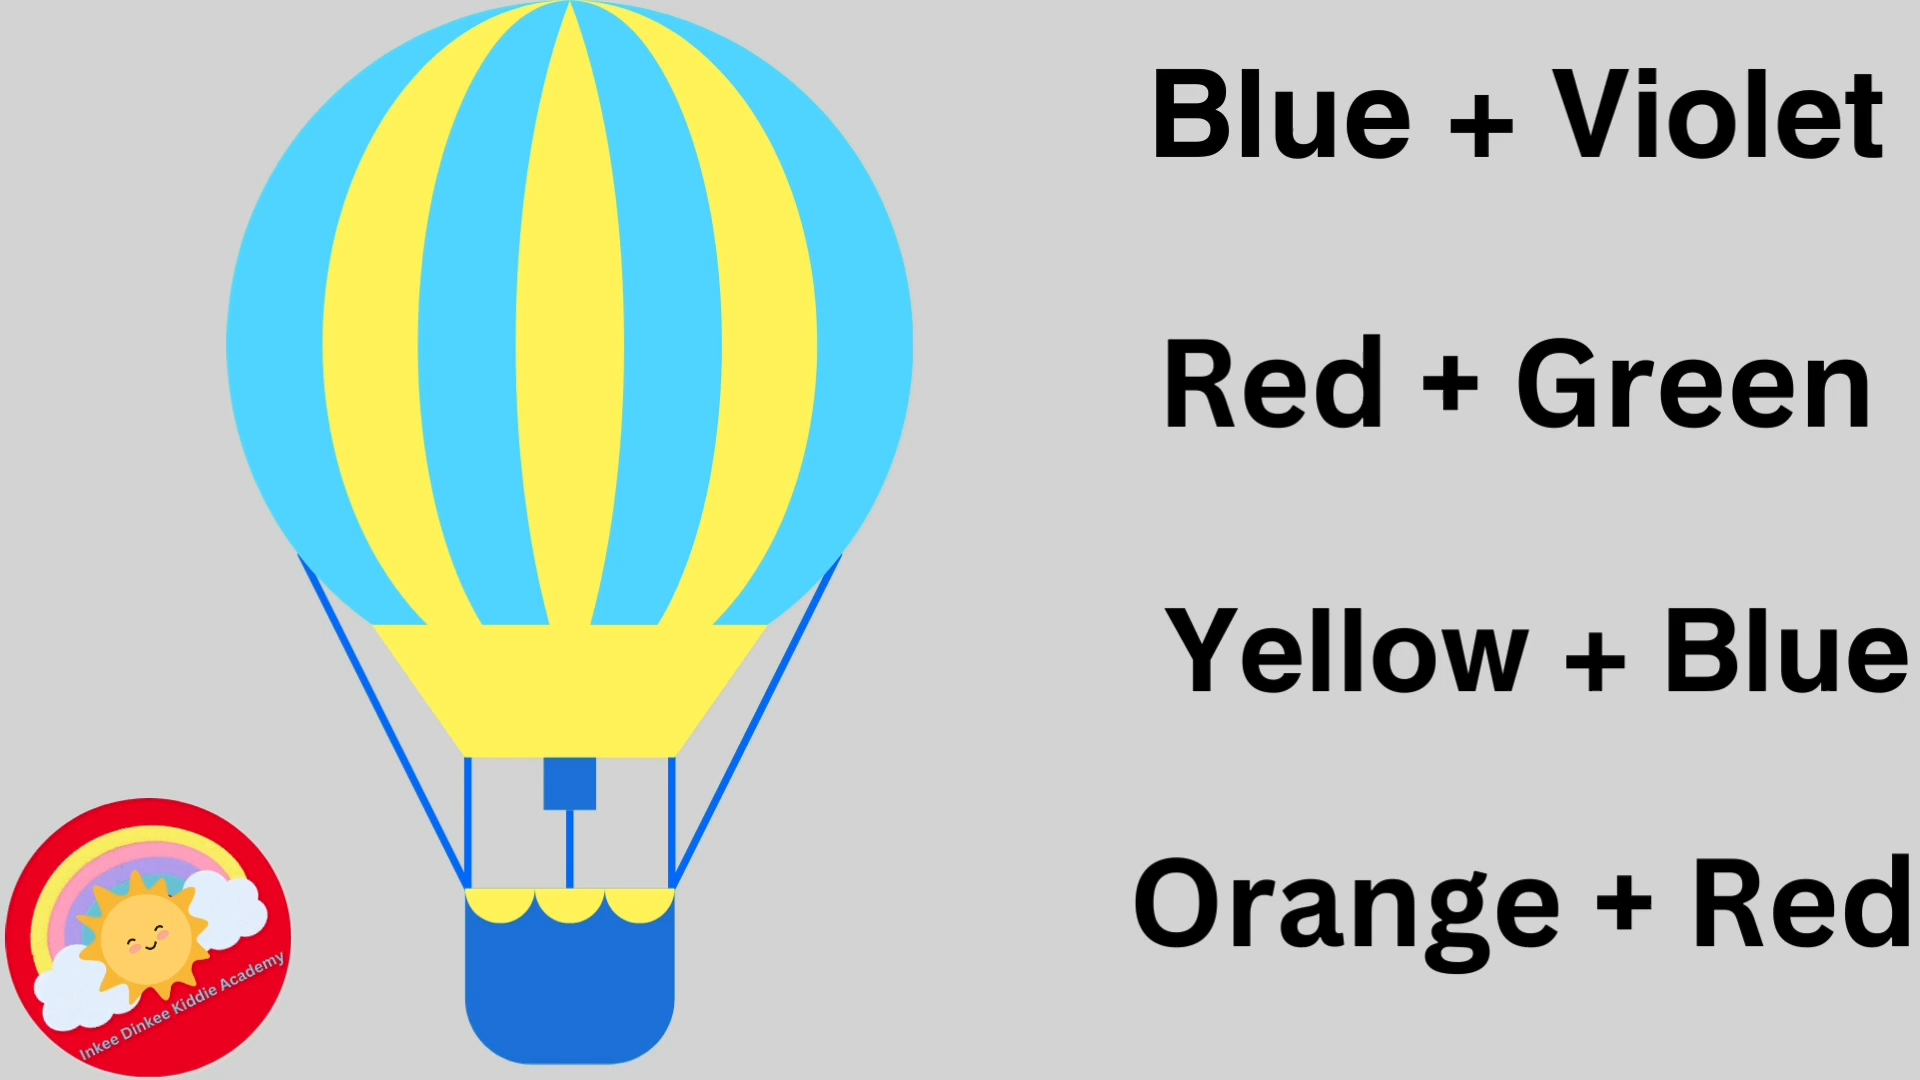 Blue + Violet
Red + Green
Yellow + Blue
Orange + Red
Inkee Dinkee Kiddie Academy